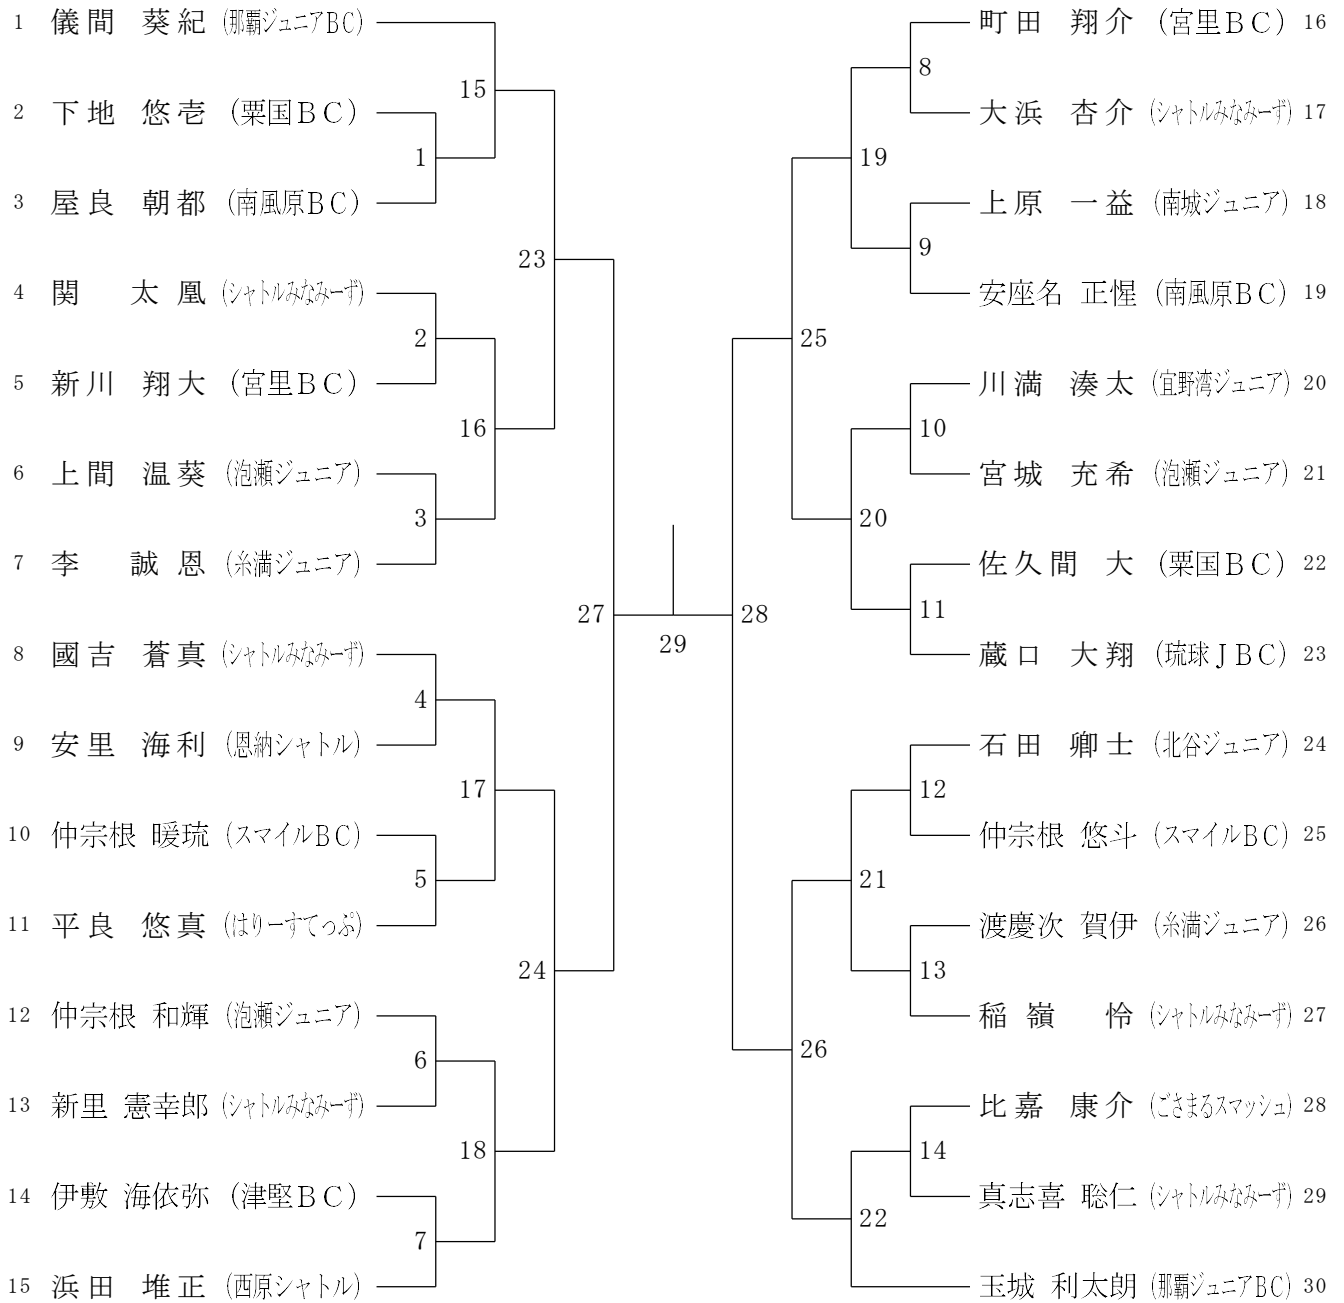 1 儀間 葵紀 (那覇ジュニアBC)
2 下地 悠壱 (粟国BC)
3 屋良 朝都 (南風原BC)
4 関 太凰 (シャトルみなみーず)
5 新川 翔大 (宮里BC)
6 上間 温葵 (泡瀬ジュニア)
7 李 誠恩 (糸満ジュニア)
8 國吉 蒼真 (シャトルみなみーず)
9 安里 海利 (恩納シャトル)
10 仲宗根 暖琉 (スマイルBC)
11 平良 悠真 (はりーすてっぷ)
12 仲宗根 和輝 (泡瀬ジュニア)
13 新里 憲幸郎 (シャトルみなみーず)
14 伊敷 海依弥 (津堅BC)
15 浜田 堆正 (西原シャトル)
1
2
3
4
5
6
7
15
16
17
18
23
24
27
29
28
25
26
19
20
21
22
8
9
10
11
12
13
14
町田 翔介 (宮里BC) 16
大浜 杏介 (シャトルみなみーず) 17
上原 一益 (南城ジュニア) 18
安座名 正惺 (南風原BC) 19
川満 湊太 (宜野湾ジュニア) 20
宮城 充希 (泡瀬ジュニア) 21
佐久間 大 (粟国BC) 22
蔵口 大翔 (琉球JBC) 23
石田 卿士 (北谷ジュニア) 24
仲宗根 悠斗 (スマイルBC) 25
渡慶次 賀伊 (糸満ジュニア) 26
稲嶺 怜 (シャトルみなみーず) 27
比嘉 康介 (ごさまるスマッシュ) 28
真志喜 聡仁 (シャトルみなみーず) 29
玉城 利太朗 (那覇ジュニアBC) 30